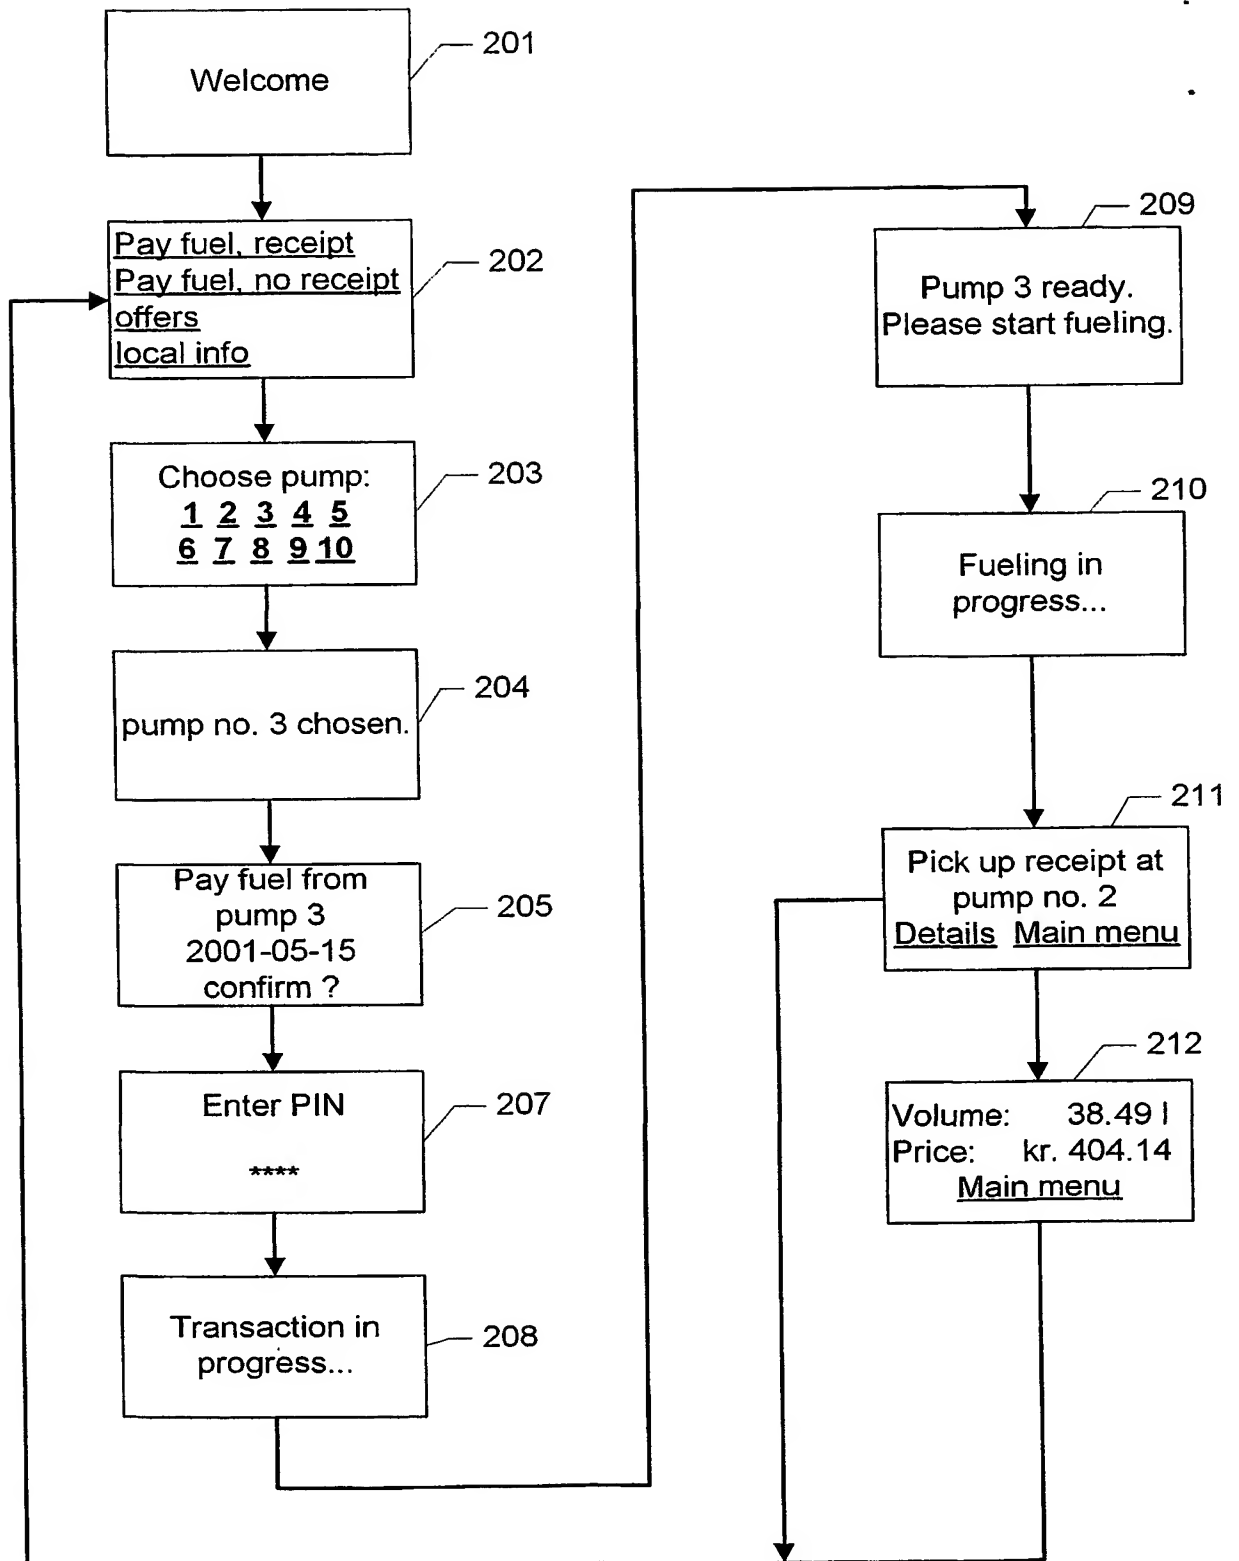 Welcome
201
Pay fuel, receipt
Pay fuel, no receipt
offers
local info
202
Choose pump:
1 2 3 4 5
6 7 8 9 10
203
pump no. 3 chosen.
204
Pay fuel from
pump 3
2001-05-15
confirm ?
205
Enter PIN
****
207
Transaction in
progress...
208
Pump 3 ready.
Please start fueling.
209
Fueling in
progress...
210
Pick up receipt at
pump no. 2
Details Main menu
211
Volume: 38.49 l
Price: kr. 404.14
Main menu
212